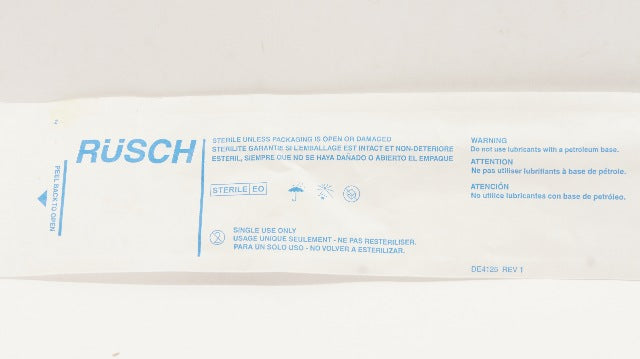 PEEL BACK TO OPEN
RÜSCH
STERILE UNLESS PACKAGING IS OPEN OR DAMAGED
STERILITE GARANTIE SI L'EMBALLAGE EST INTACT ET NON-DETERIORE
ESTERIL, SIEMPRE QUE NO SE HAYA DAÑADO O ABIERTO EL EMPAQUE
STERILE EO
SINGLE USE ONLY
USAGE UNIQUE SEULEMENT - NE PAS RESTERILISER.
PARA UN SOLO USO - NO VOLVER A ESTERILIZAR.
WARNING
Do not use lubricants with a petroleum base.
ATTENTION
Ne pas utiliser lubrifiants à base de pétrole.
ATENCIÓN
No utilice lubricantes con base de petróleo.
DE4125 REV 1